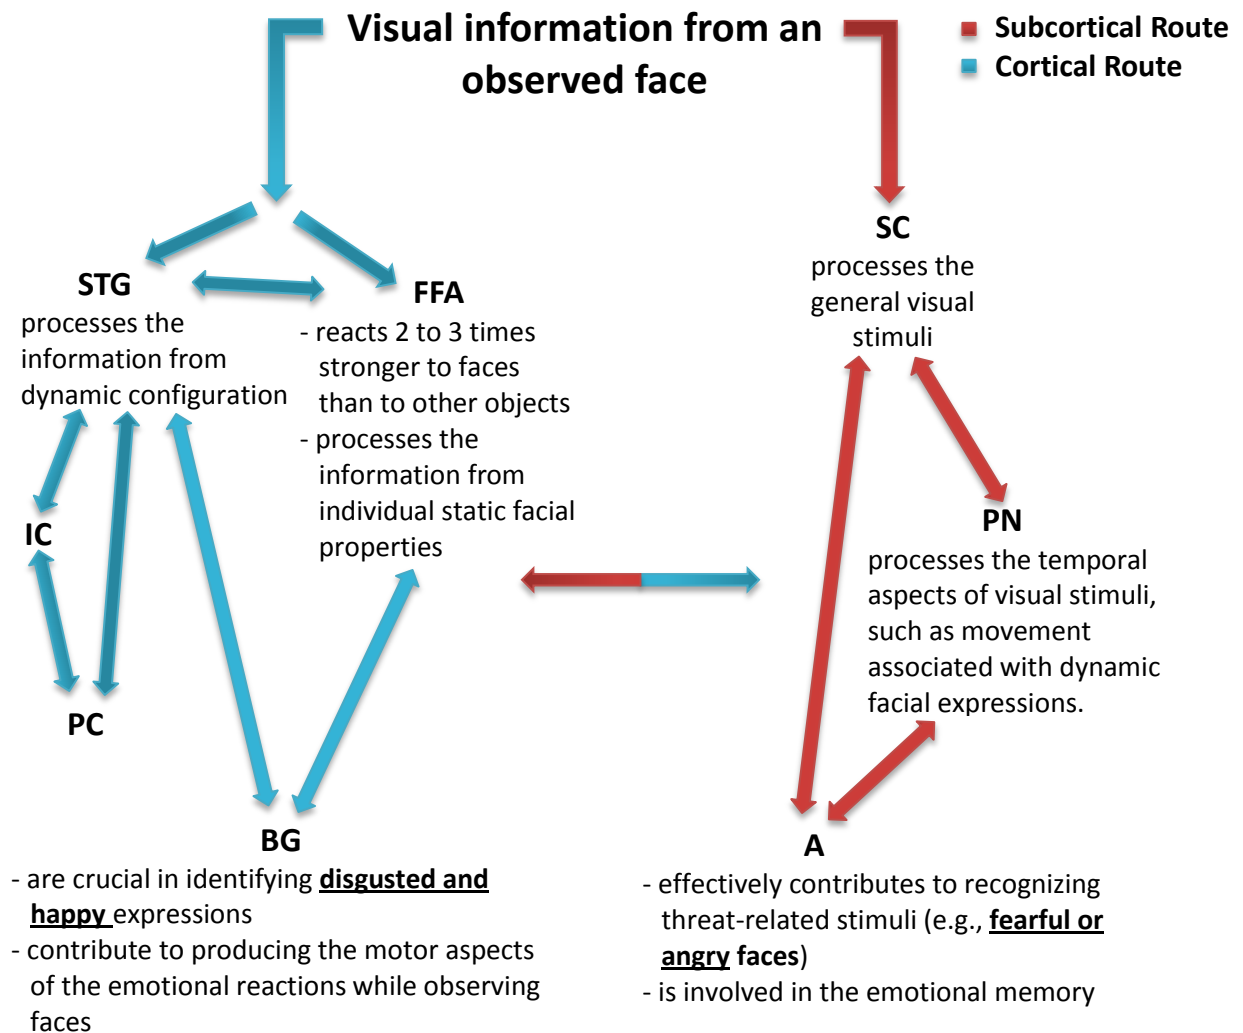 Visual information from an
observed face
Subcortical Route
Cortical Route
STG
processes the
information from
dynamic configuration
FFA
- reacts 2 to 3 times
stronger to faces
than to other objects
- processes the
information from
individual static facial
properties
SC
processes the
general visual
stimuli
IC
PN
processes the temporal
aspects of visual stimuli,
such as movement
associated with dynamic
facial expressions.
PC
BG
- are crucial in identifying disgusted and
happy expressions
- contribute to producing the motor aspects
of the emotional reactions while observing
faces
A
- effectively contributes to recognizing
threat-related stimuli (e.g., fearful or
angry faces)
- is involved in the emotional memory